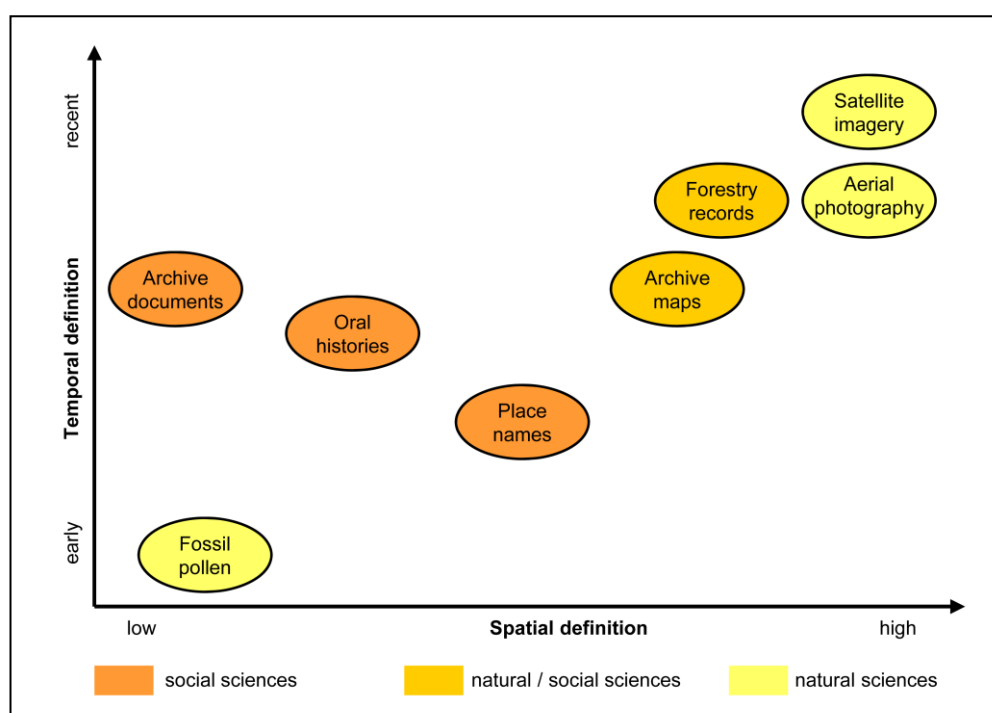 recent
Satellite
imagery
Forestry
records
Aerial
photography
Archive
documents
Archive
maps
Oral
histories
Temporal definition
Place
names
early
Fossil
pollen
low
Spatial definition
high
social sciences
natural / social sciences
natural sciences